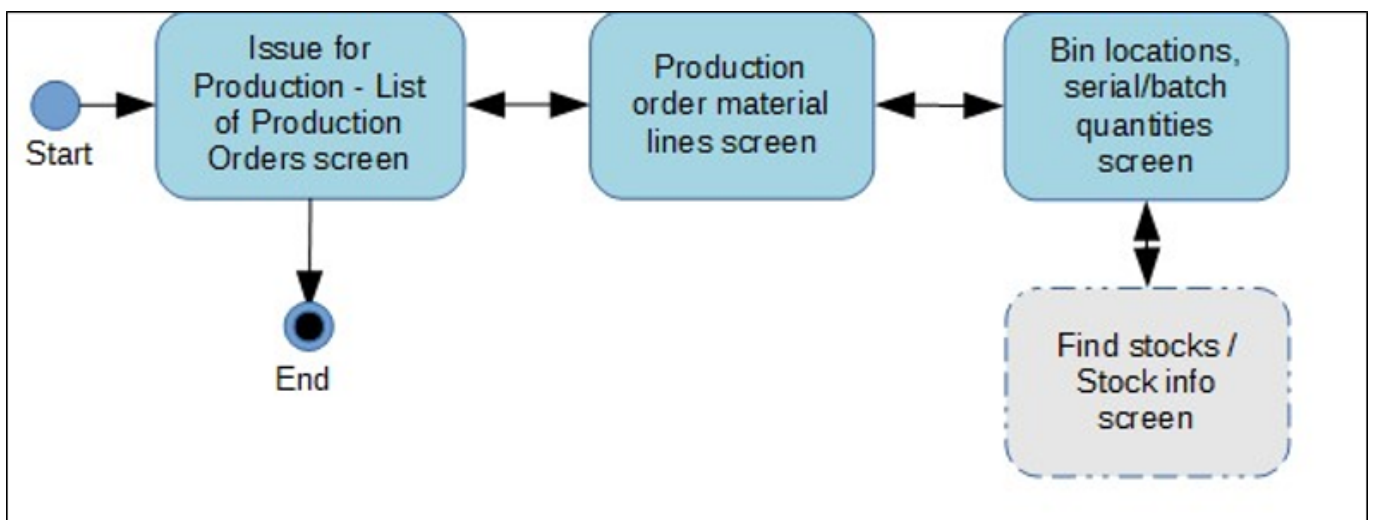 Issue for
Production - List
of Production
Orders screen
Production
order material
lines screen
Bin locations,
serial/batch
quantities
screen
Start
End
Find stocks /
Stock info
screen